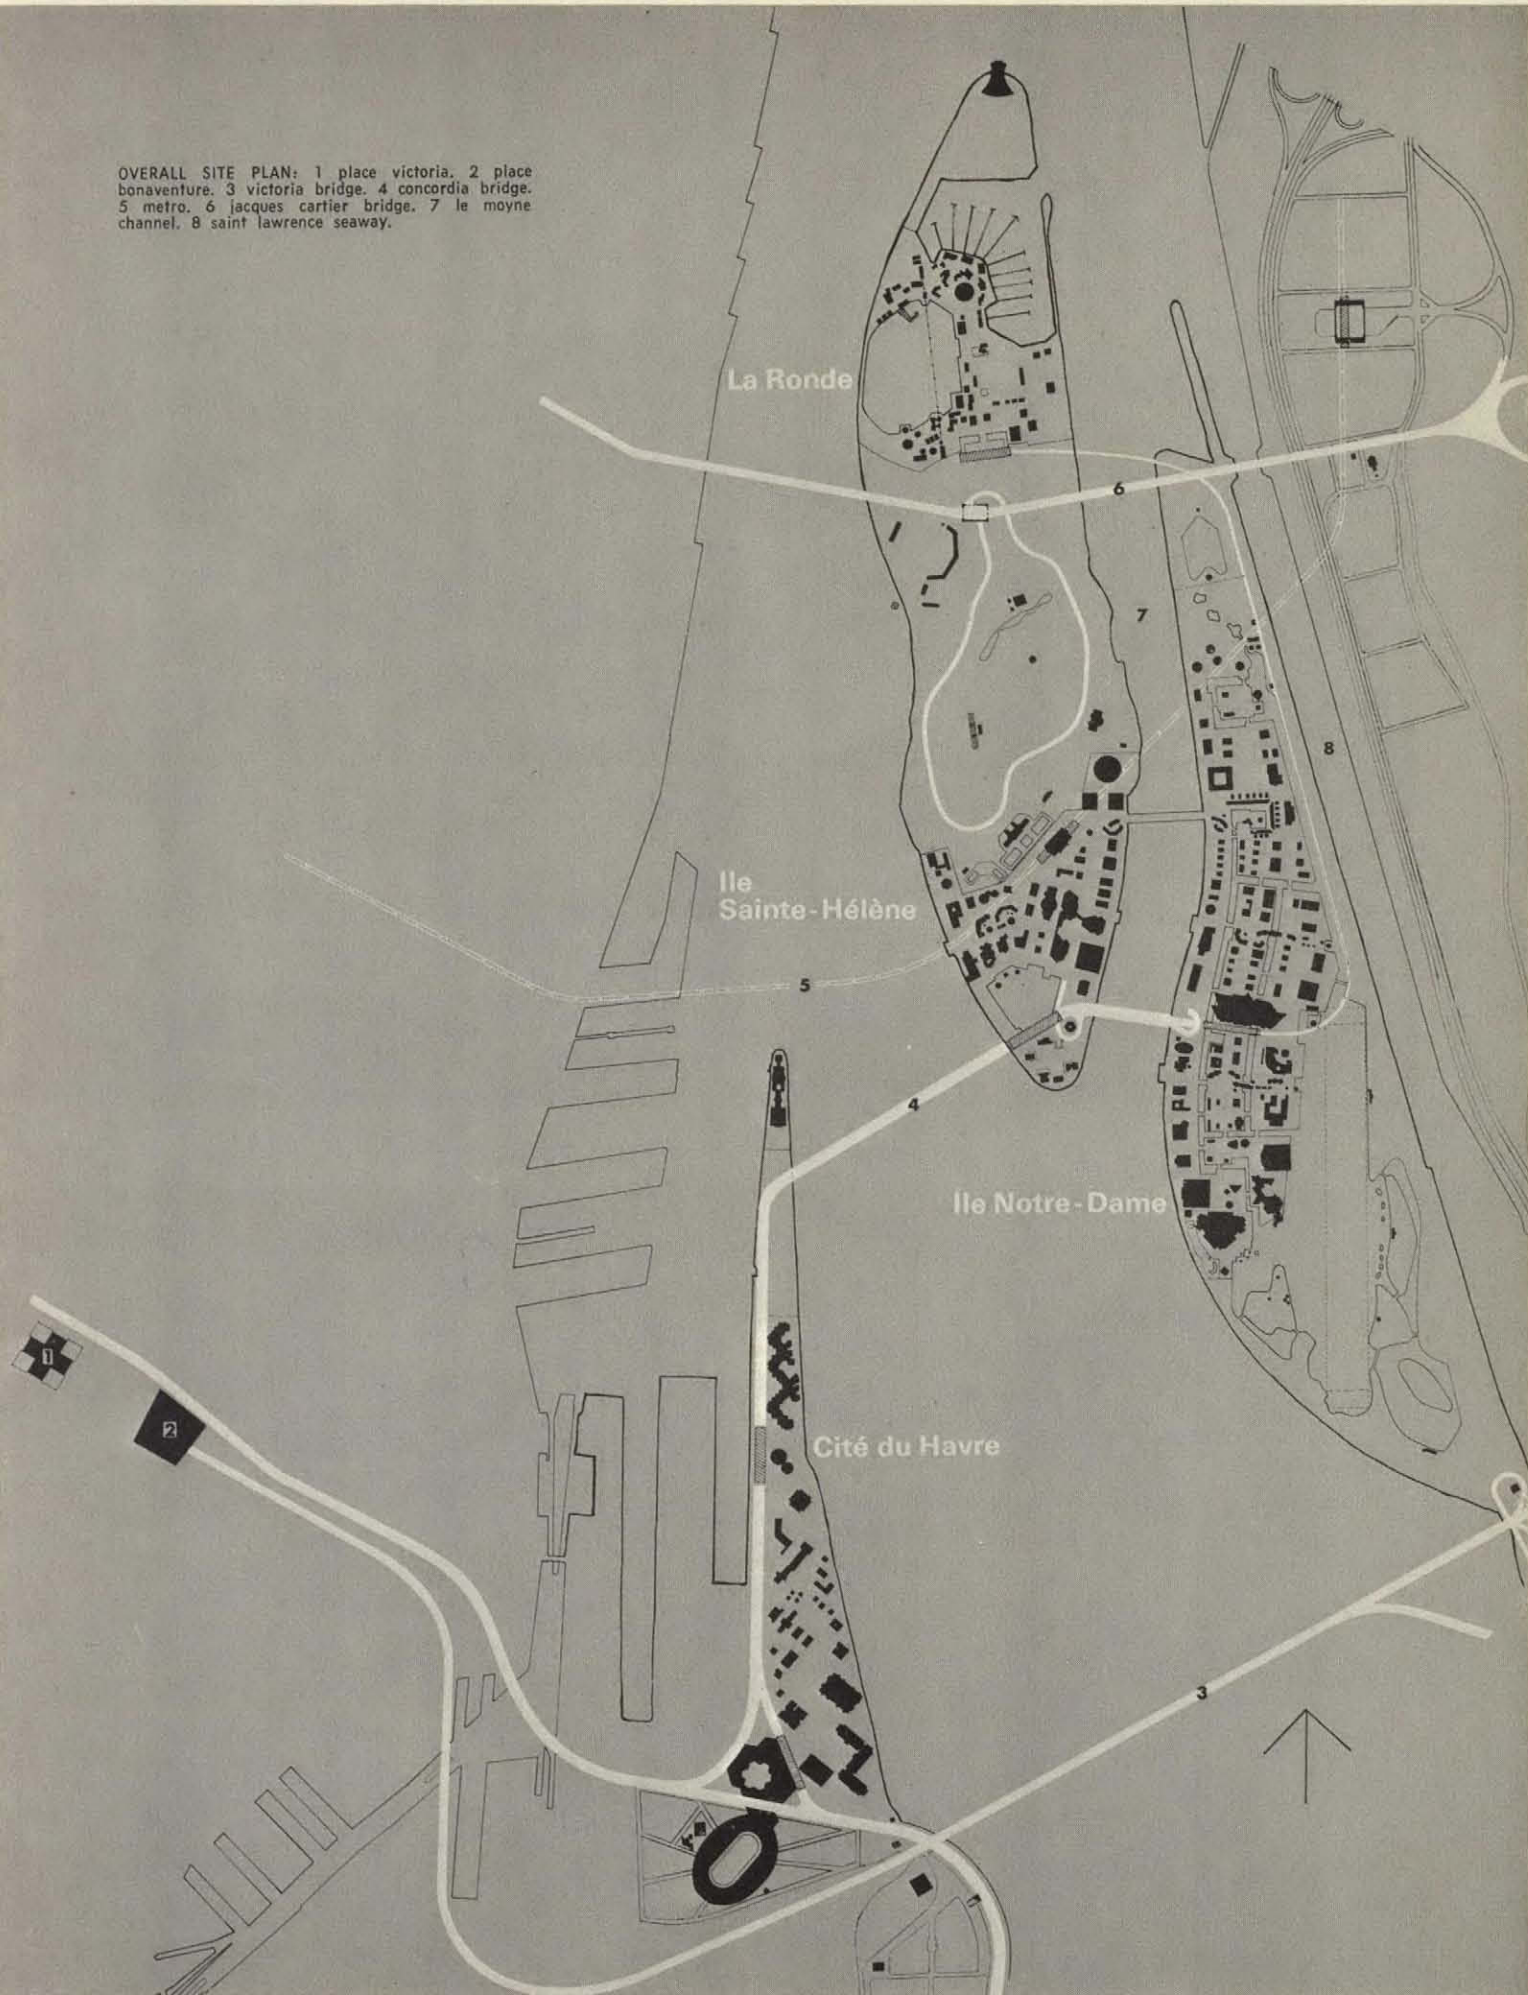 OVERALL SITE PLAN: 1 place victoria. 2 place
bonaventure. 3 victoria bridge. 4 concordia bridge.
5 metro. 6 jacques cartier bridge. 7 le moyne
channel. 8 saint lawrence seaway.
La Ronde
6
7
8
Ile
Sainte-Hélène
5
4
Ile Notre-Dame
1
2
Cité du Havre
3